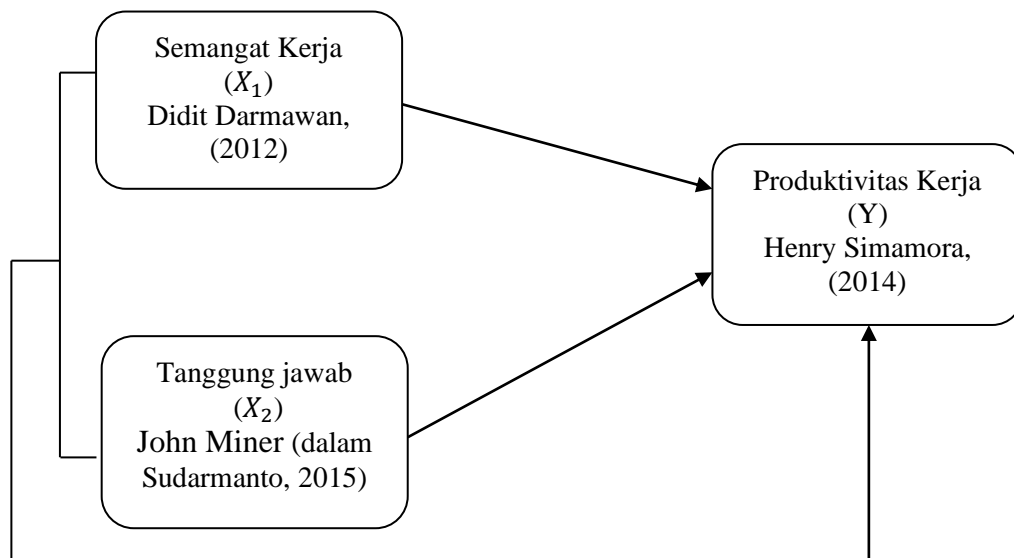 Semangat Kerja
(X₁)
Didit Darmawan,
(2012)
Produktivitas Kerja
(Y)
Henry Simamora,
(2014)
Tanggung jawab
(X₂)
John Miner (dalam
Sudarmanto, 2015)